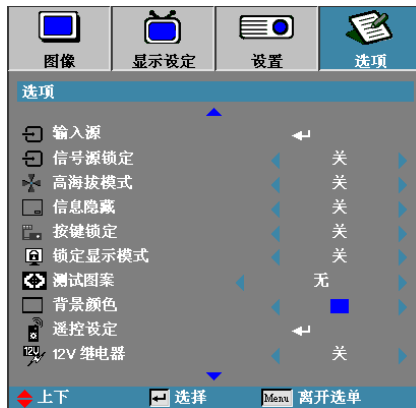 图像 显示设定 设置 选项
选项
输入源
信号源锁定 关
高海拔模式 关
信息隐藏 关
按键锁定 关
锁定显示模式 关
测试图案 无
背景颜色
遥控设定
12V 12V 继电器 关
上下 选择 Menu 离开选单